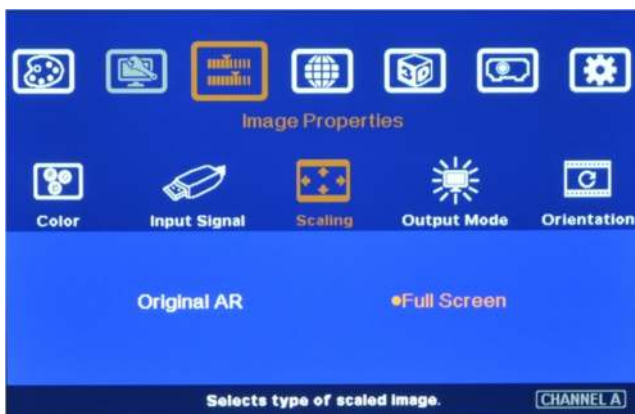 3D
Image Properties
Color Input Signal Scaling Output Mode Orientation
Original AR Full Screen
Selects type of scaled image. CHANNEL A